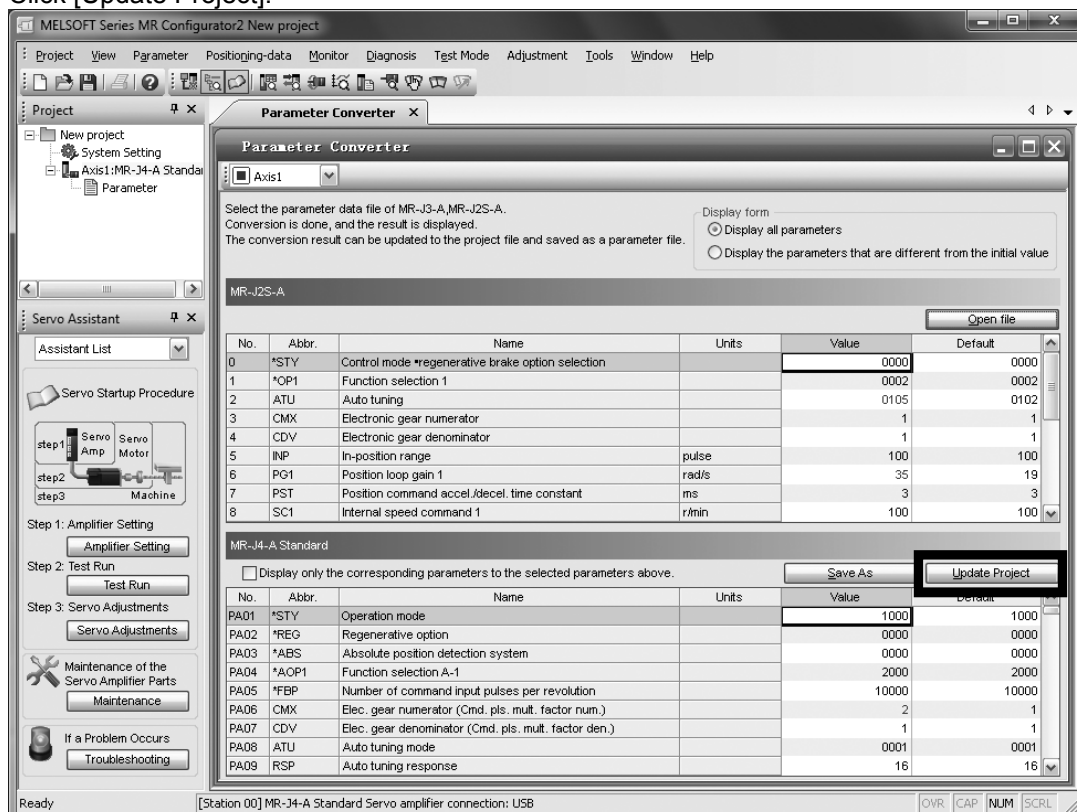 Click [Update Project].
MELSOFT Series MR Configurator2 New project
Project View Parameter Positioning-data Monitor Diagnosis Test Mode Adjustment Tools Window Help
Project
New project
System Setting
Axis1:MR-J4-A Standar
Parameter
Servo Assistant
Assistant List
Servo Startup Procedure
step1 Servo Amp Servo Motor
step2
step3 Machine
Step 1: Amplifier Setting
Amplifier Setting
Step 2: Test Run
Test Run
Step 3: Servo Adjustments
Servo Adjustments
Maintenance of the
Servo Amplifier Parts
Maintenance
If a Problem Occurs
Troubleshooting
Parameter Converter
Parameter Converter
Axis1
Select the parameter data file of MR-J3-A,MR-J2S-A.
Conversion is done, and the result is displayed.
The conversion result can be updated to the project file and saved as a parameter file.
Display form
Display all parameters
Display the parameters that are different from the initial value
MR-J2S-A
Open file
No. Abbr. Name Units Value Default
0 *STY Control mode •regenerative brake option selection 0000 0000
1 *OP1 Function selection 1 0002 0002
2 ATU Auto tuning 0105 0102
3 CMX Electronic gear numerator 1 1
4 CDV Electronic gear denominator 1 1
5 INP In-position range pulse 100 100
6 PG1 Position loop gain 1 rad/s 35 19
7 PST Position command accel./decel. time constant ms 3 3
8 SC1 Internal speed command 1 r/min 100 100
MR-J4-A Standard
Display only the corresponding parameters to the selected parameters above.
Save As Update Project
No. Abbr. Name Units Value Default
PA01 *STY Operation mode 1000 1000
PA02 *REG Regenerative option 0000 0000
PA03 *ABS Absolute position detection system 0000 0000
PA04 *AOP1 Function selection A-1 2000 2000
PA05 *FBP Number of command input pulses per revolution 10000 10000
PA06 CMX Elec. gear numerator (Cmd. pls. mult. factor num.) 2 1
PA07 CDV Elec. gear denominator (Cmd. pls. mult. factor den.) 1 1
PA08 ATU Auto tuning mode 0001 0001
PA09 RSP Auto tuning response 16 16
Ready [Station 00] MR-J4-A Standard Servo amplifier connection: USB OVR CAP NUM SCRL